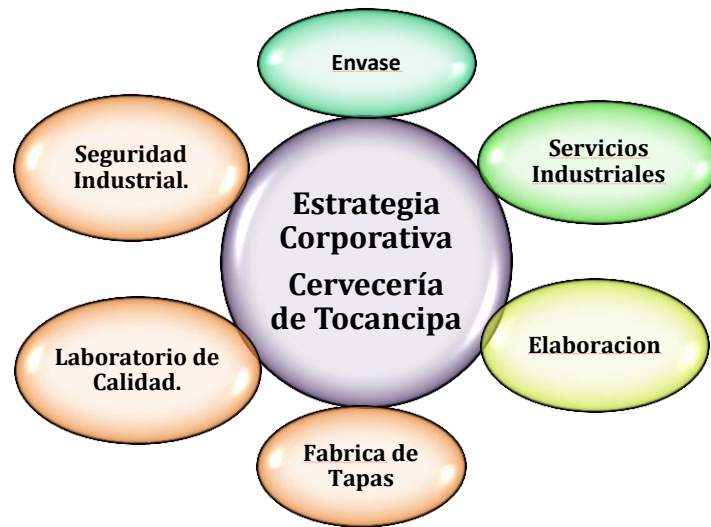 Envase
Servicios
Industriales
Elaboracion
Fabrica de
Tapas
Laboratorio de
Calidad.
Seguridad
Industrial.
Estrategia
Corporativa
Cervecería
de Tocancipa